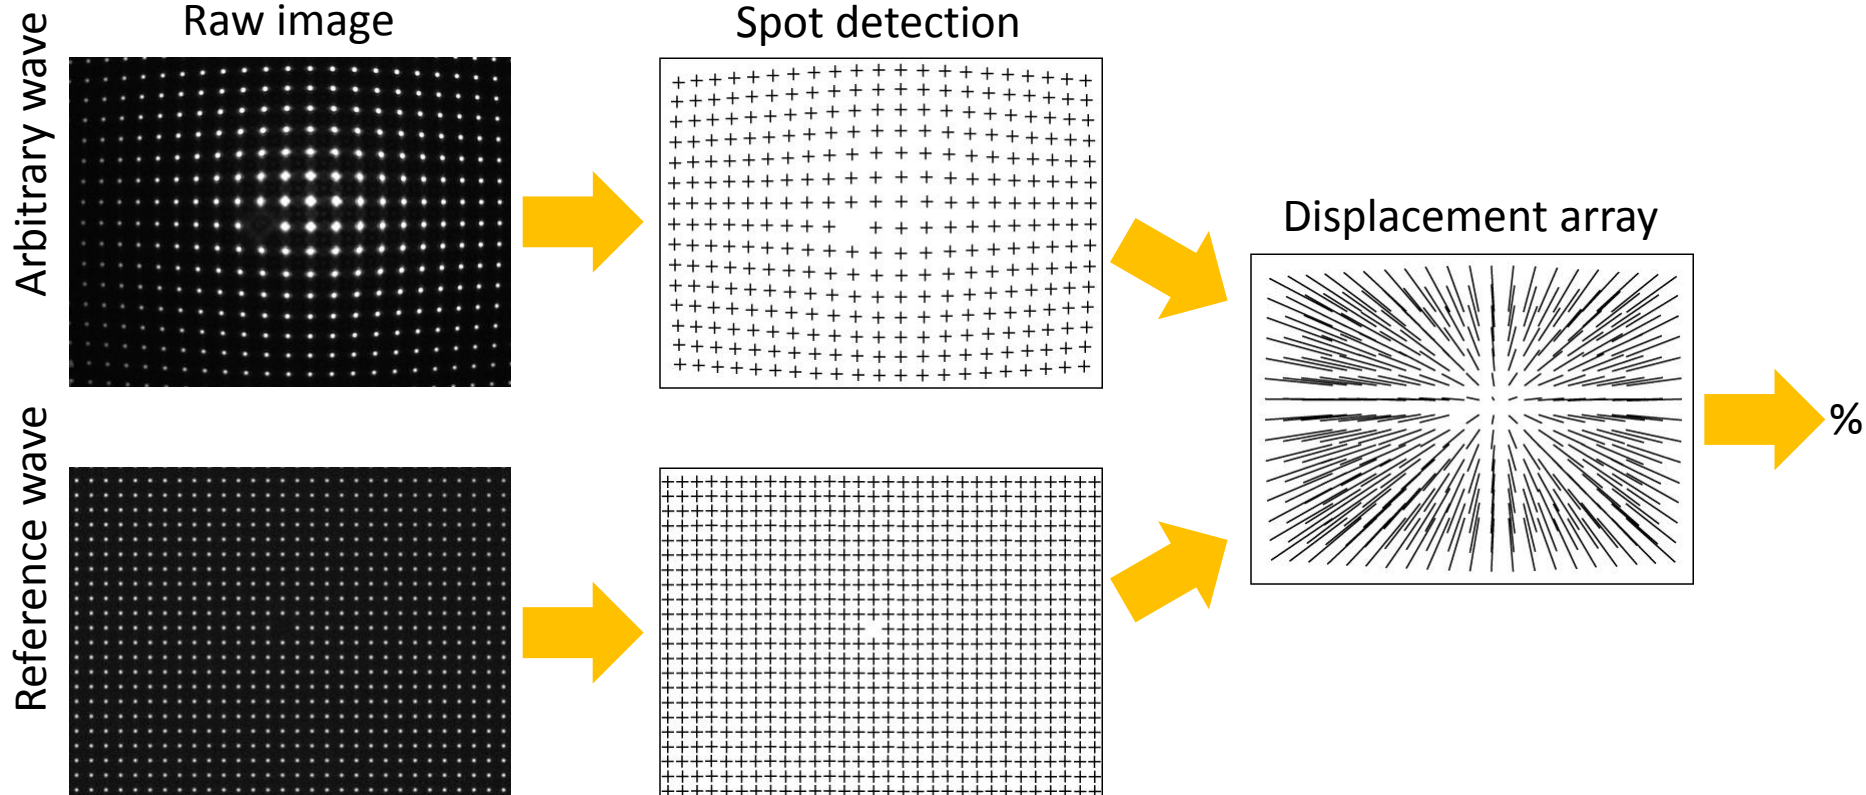 Raw image
Spot detection
Arbitrary wave
Displacement array
%
Reference wave